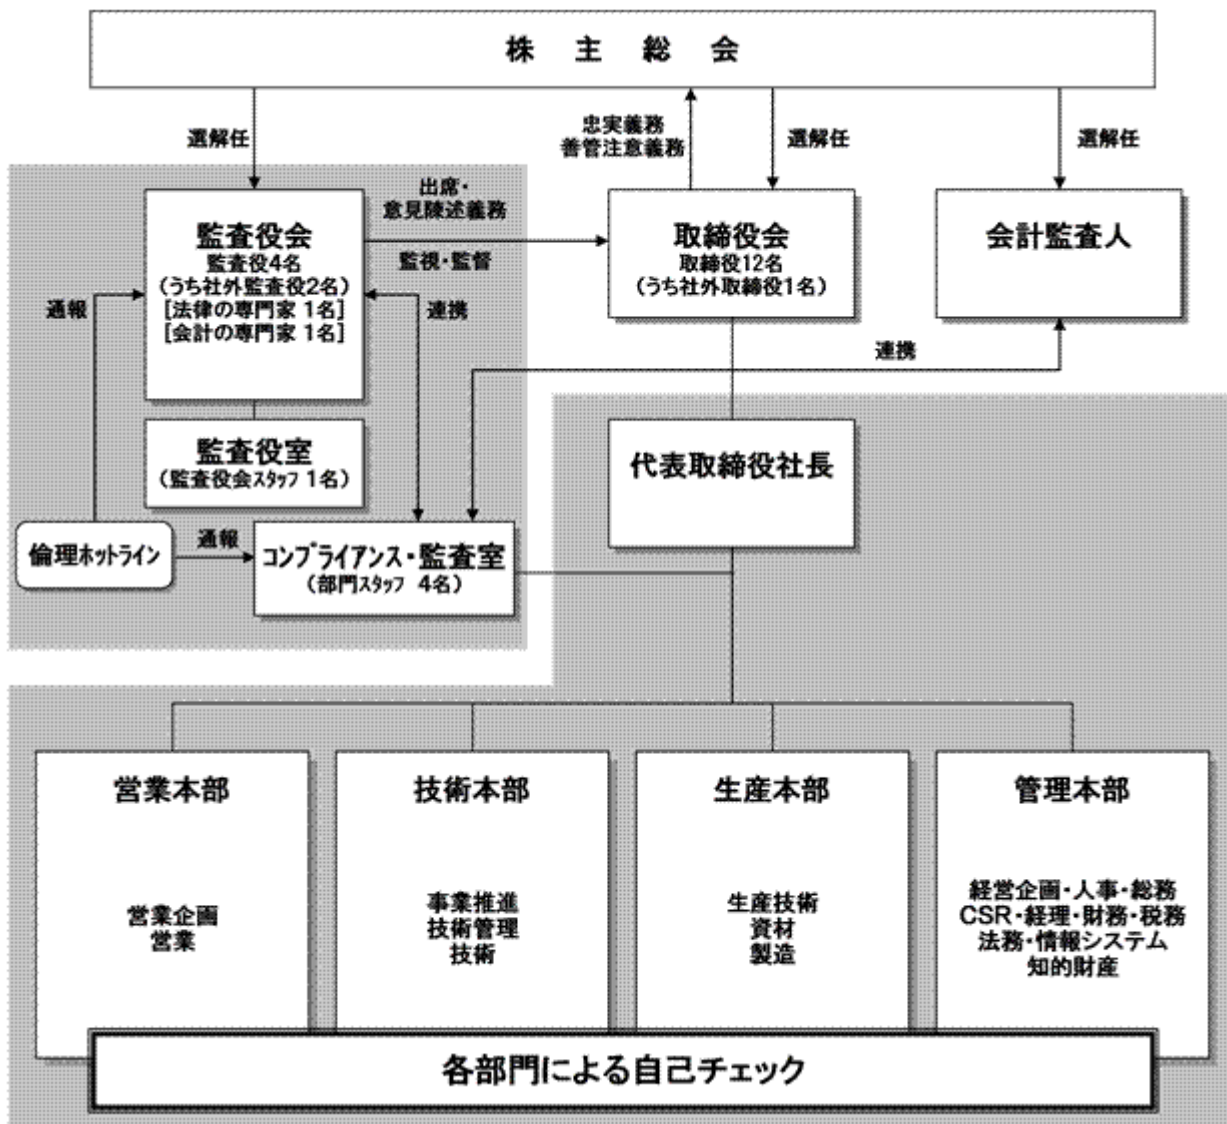 株 主 総 会
選解任
忠実義務
善管注意義務
選解任
選解任
監査役会
監査役4名
(うち社外監査役2名)
[法律の専門家 1名]
[会計の専門家 1名]
出席・
意見陳述義務
監視・監督
取締役会
取締役12名
(うち社外取締役1名)
会計監査人
通報
連携
連携
監査役室
(監査役会スタッフ 1名)
代表取締役社長
倫理ホットライン
通報
コンプライアンス・監査室
(部門スタッフ 4名)
営業本部
営業企画
営業
技術本部
事業推進
技術管理
技術
生産本部
生産技術
資材
製造
管理本部
経営企画・人事・総務
CSR・経理・財務・税務
法務・情報システム
知的財産
各部門による自己チェック